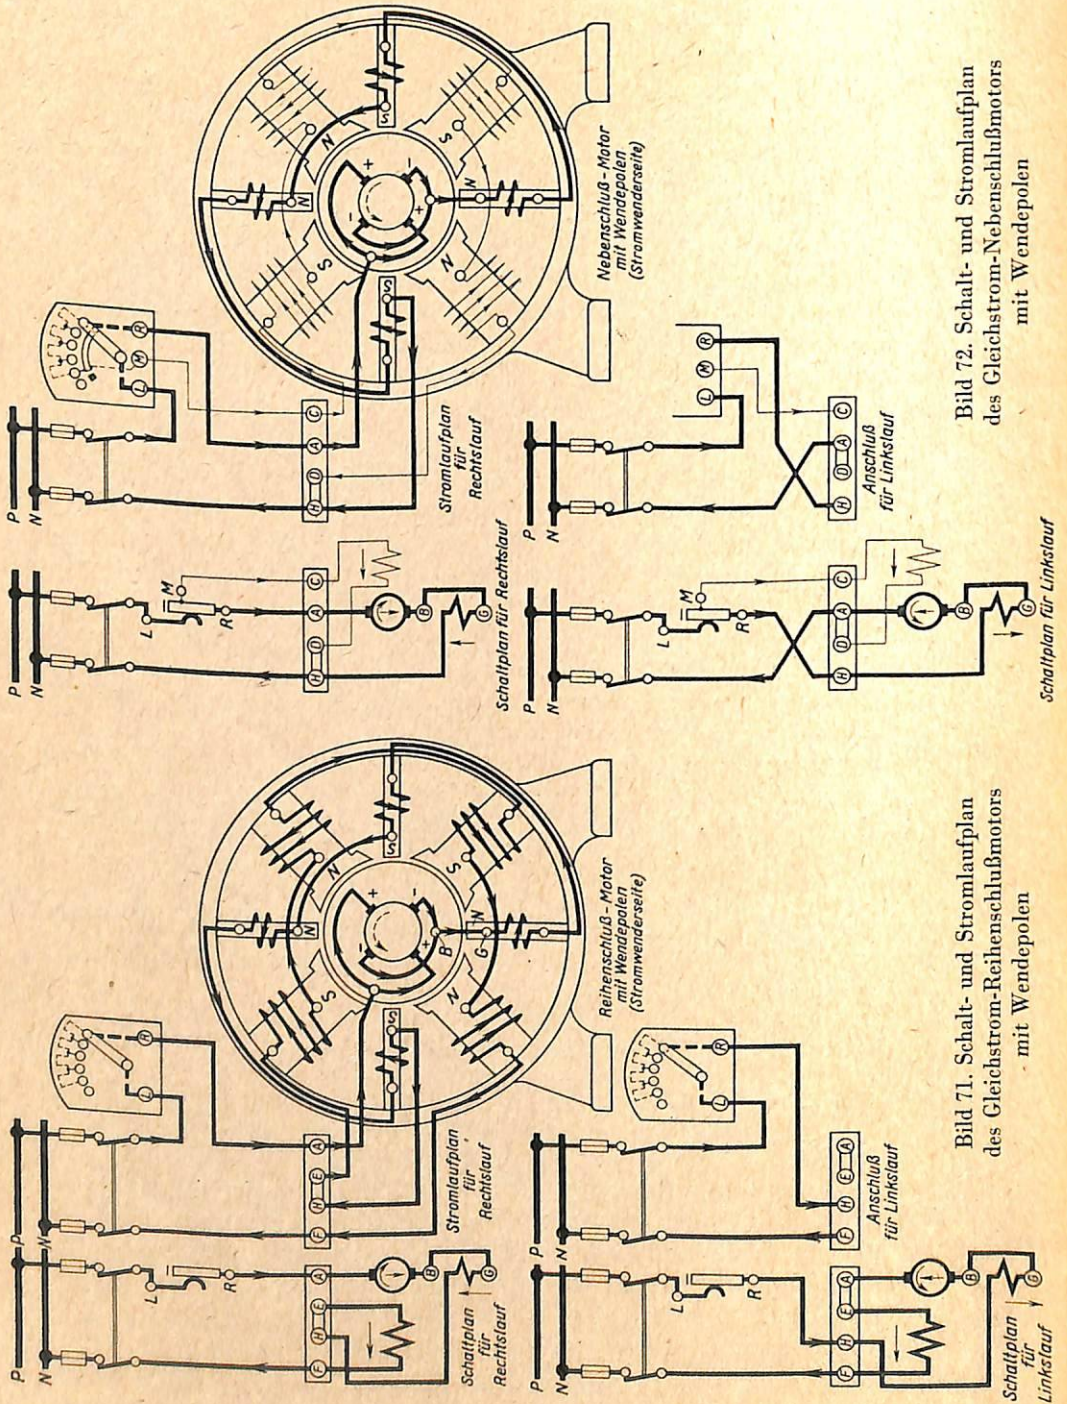 P
N
L
R
F H E A
B
G
Schaltplan
für
Rechtslauf
P
N
L R
F H E A
Stromlaufplan
für
Rechtslauf
N
S N
S S
- +
+ -
B
G
N S
N
Reihenschluß-Motor
mit Wendepolen
(Stromwenderseite)
P
N
L
R
F H E A
B
G
Schaltplan
für
Linkslauf
P
N
L R
F H E A
Anschluß
für Linkslauf
Bild 71. Schalt- und Stromlaufplan
des Gleichstrom-Reihenschlußmotors
mit Wendepolen
P
N
L
M
R
H D A C
B
G
Schaltplan für Rechtslauf
P
N
L M R
H D A C
Stromlaufplan
für
Rechtslauf
N
S N
S S
- +
+ -
N S
N
Nebenschluß-Motor
mit Wendepolen
(Stromwenderseite)
P
N
L
M
R
H D A C
B
G
Schaltplan für Linkslauf
P
N
L M R
H D A C
Anschluß
für Linkslauf
Bild 72. Schalt- und Stromlaufplan
des Gleichstrom-Nebenschlußmotors
mit Wendepolen